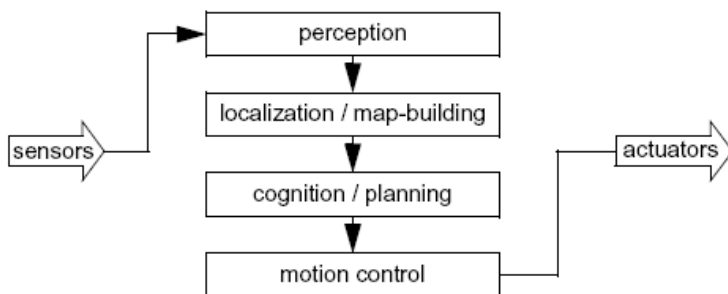 perception
localization / map-building
sensors
actuators
cognition / planning
motion control